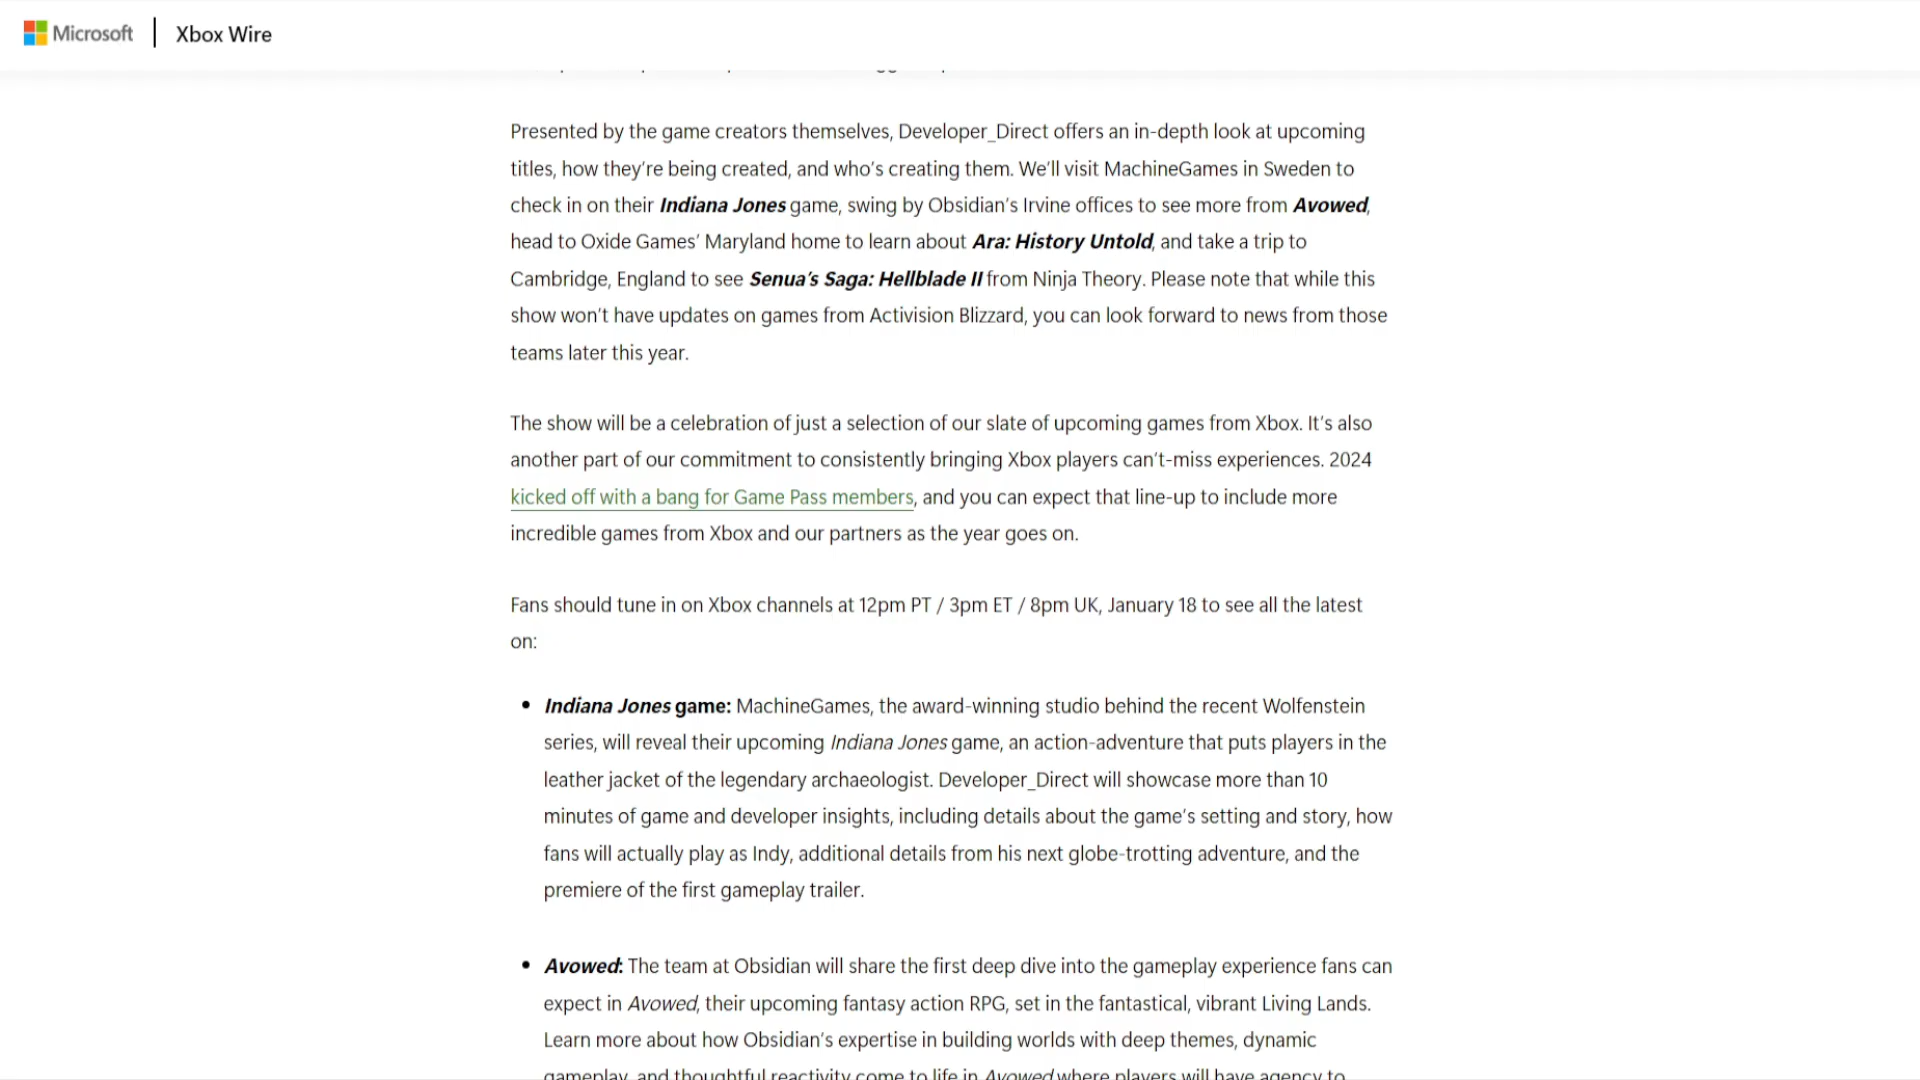 Microsoft | Xbox Wire
Presented by the game creators themselves, Developer_Direct offers an in-depth look at upcoming
titles, how they’re being created, and who’s creating them. We’ll visit MachineGames in Sweden to
check in on their Indiana Jones game, swing by Obsidian’s Irvine offices to see more from Avowed,
head to Oxide Games’ Maryland home to learn about Ara: History Untold, and take a trip to
Cambridge, England to see Senua’s Saga: Hellblade II from Ninja Theory. Please note that while this
show won’t have updates on games from Activision Blizzard, you can look forward to news from those
teams later this year.
The show will be a celebration of just a selection of our slate of upcoming games from Xbox. It’s also
another part of our commitment to consistently bringing Xbox players can’t-miss experiences. 2024
kicked off with a bang for Game Pass members, and you can expect that line-up to include more
incredible games from Xbox and our partners as the year goes on.
Fans should tune in on Xbox channels at 12pm PT / 3pm ET / 8pm UK, January 18 to see all the latest
on:
• Indiana Jones game: MachineGames, the award-winning studio behind the recent Wolfenstein
series, will reveal their upcoming Indiana Jones game, an action-adventure that puts players in the
leather jacket of the legendary archaeologist. Developer_Direct will showcase more than 10
minutes of game and developer insights, including details about the game’s setting and story, how
fans will actually play as Indy, additional details from his next globe-trotting adventure, and the
premiere of the first gameplay trailer.
• Avowed: The team at Obsidian will share the first deep dive into the gameplay experience fans can
expect in Avowed, their upcoming fantasy action RPG, set in the fantastical, vibrant Living Lands.
Learn more about how Obsidian’s expertise in building worlds with deep themes, dynamic
gameplay, and thoughtful reactivity come to life in Avowed where players will have agency to